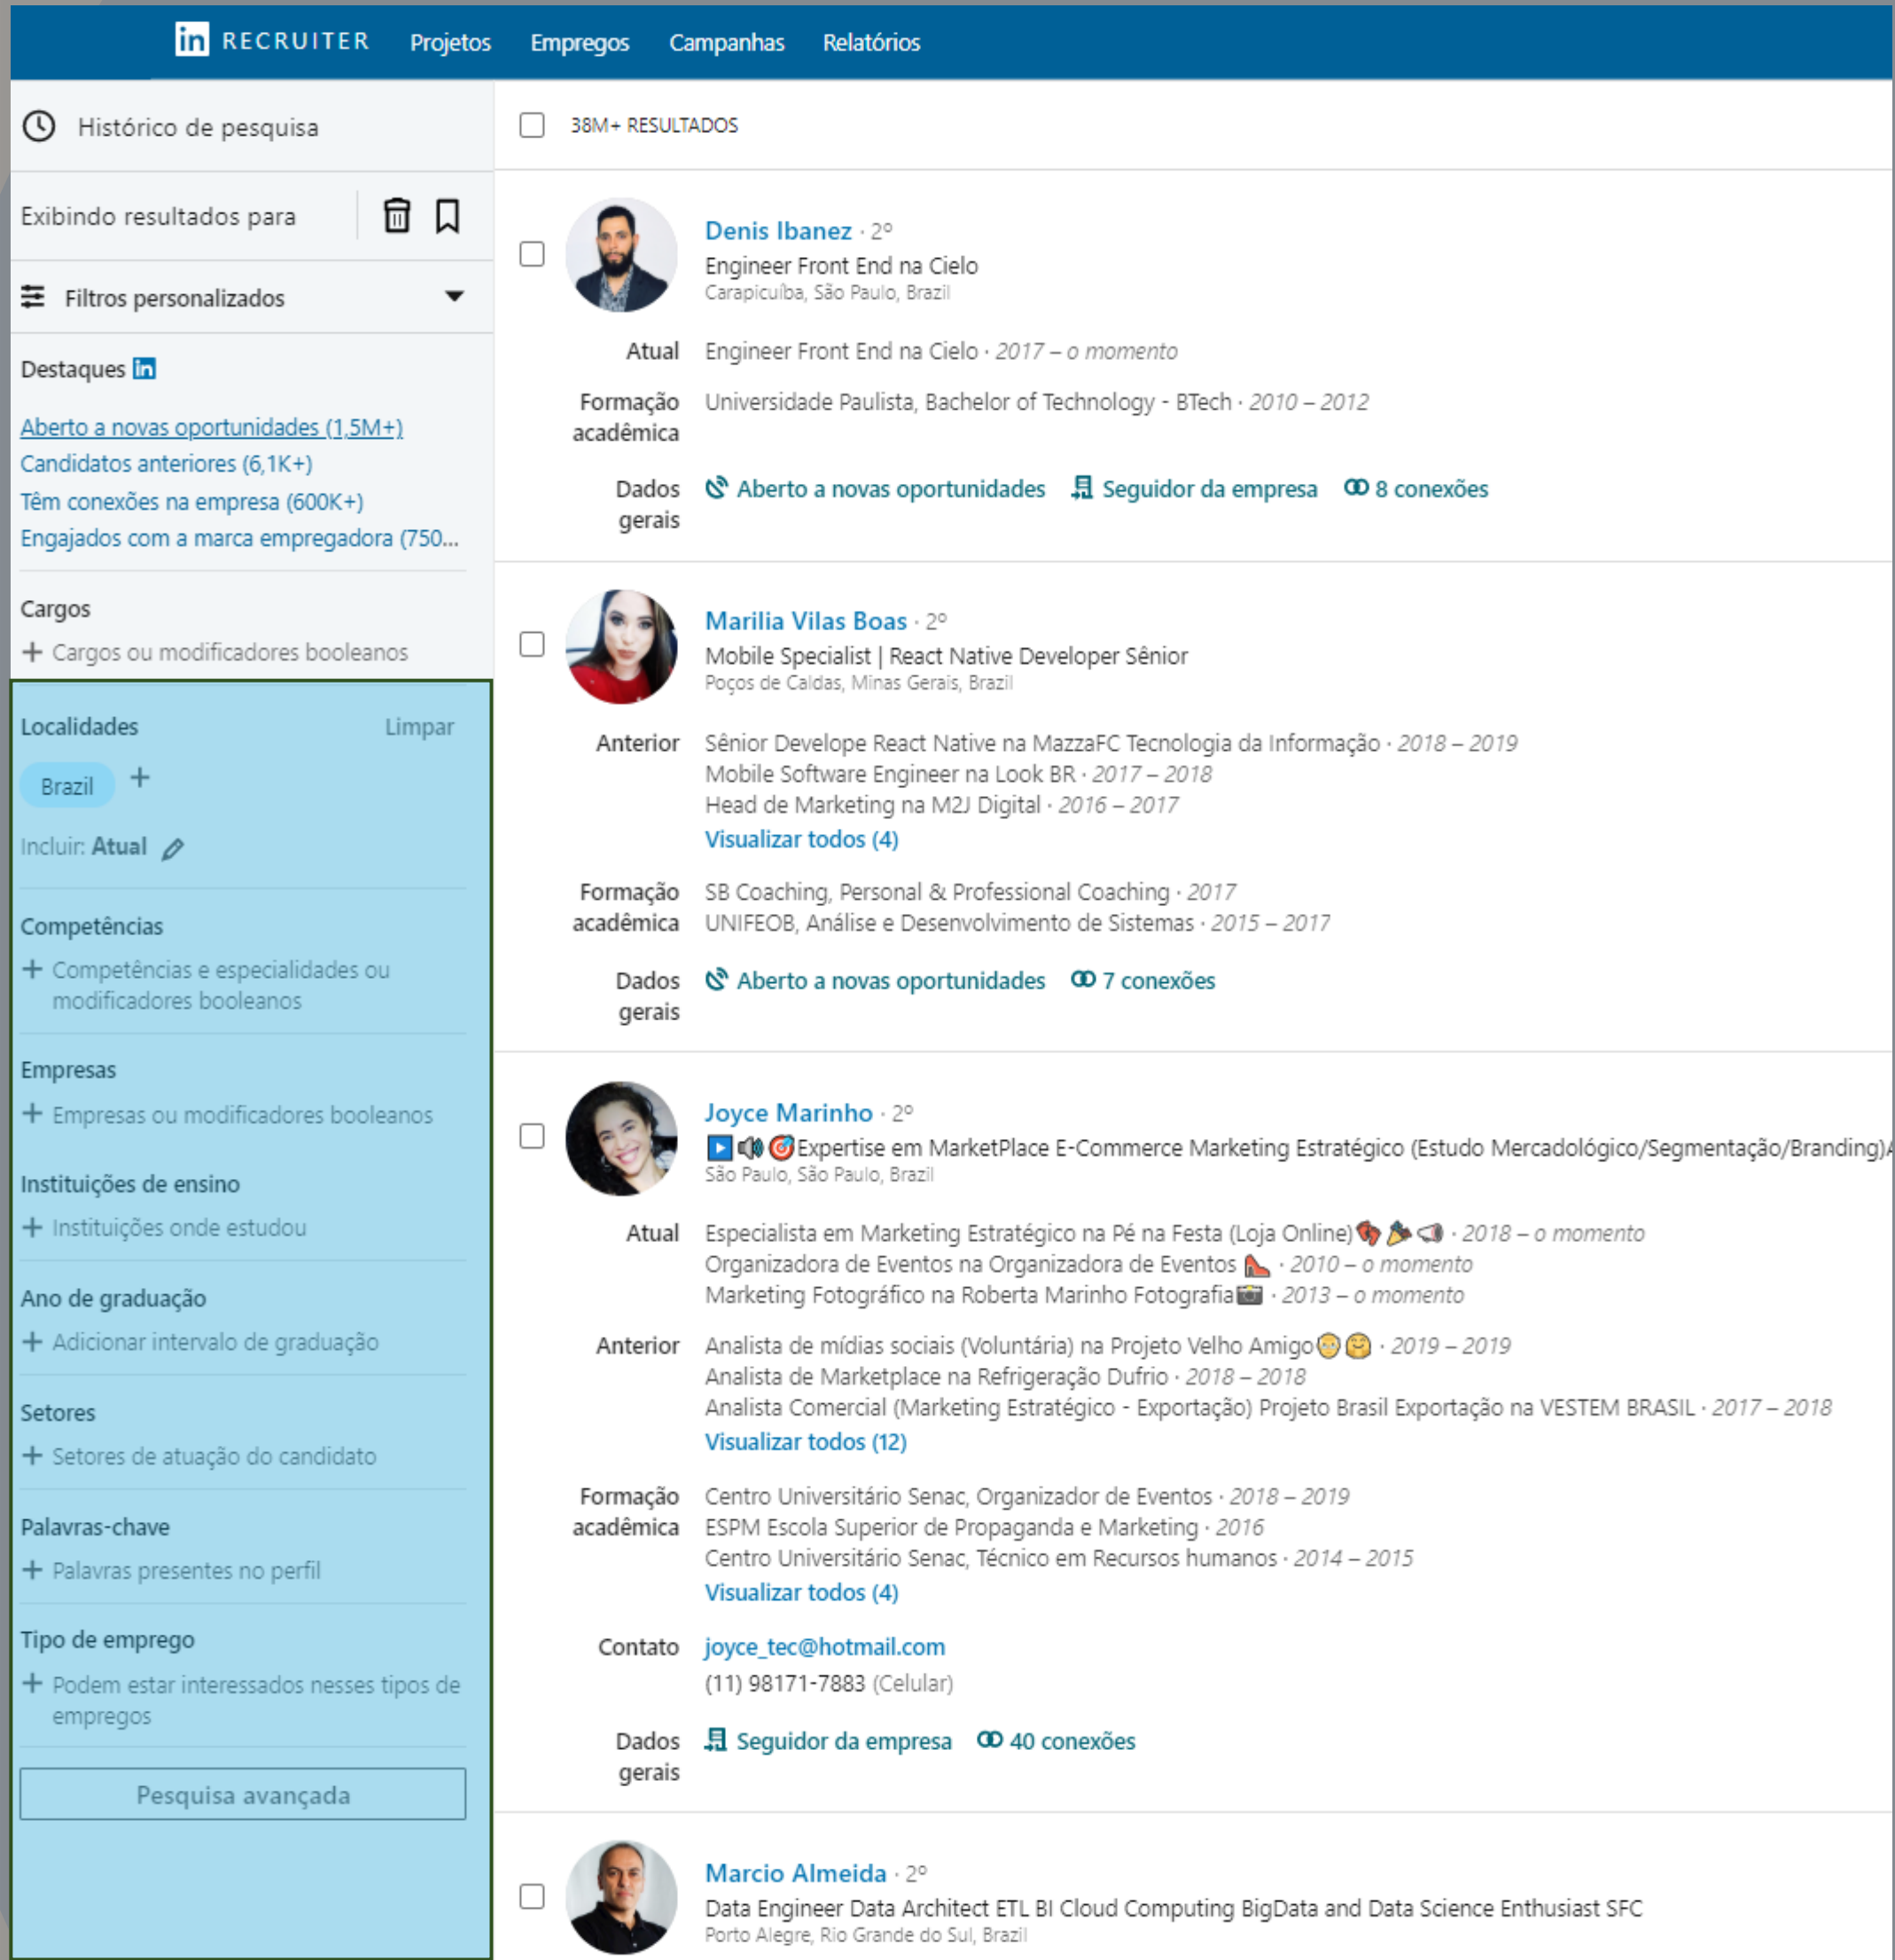 in RECRUITER Projetos Empregos Campanhas Relatórios
Histórico de pesquisa
Exibindo resultados para
Filtros personalizados
Destaques in
Aberto a novas oportunidades (1,5M+)
Candidatos anteriores (6,1K+)
Têm conexões na empresa (600K+)
Engajados com a marca empregadora (750...
Cargos
+ Cargos ou modificadores booleanos
Localidades Limpar
Brazil +
Incluir: Atual
Competências
+ Competências e especialidades ou
modificadores booleanos
Empresas
+ Empresas ou modificadores booleanos
Instituições de ensino
+ Instituições onde estudou
Ano de graduação
+ Adicionar intervalo de graduação
Setores
+ Setores de atuação do candidato
Palavras-chave
+ Palavras presentes no perfil
Tipo de emprego
+ Podem estar interessados nesses tipos de
empregos
Pesquisa avançada
38M+ RESULTADOS
Denis Ibanez · 2º
Engineer Front End na Cielo
Carapicuíba, São Paulo, Brazil
Atual Engineer Front End na Cielo · 2017 – o momento
Formação Universidade Paulista, Bachelor of Technology - BTech · 2010 – 2012
acadêmica
Dados Aberto a novas oportunidades Seguidor da empresa 8 conexões
gerais
Marilia Vilas Boas · 2º
Mobile Specialist | React Native Developer Sênior
Poços de Caldas, Minas Gerais, Brazil
Anterior Sênior Develope React Native na MazzaFC Tecnologia da Informação · 2018 – 2019
Mobile Software Engineer na Look BR · 2017 – 2018
Head de Marketing na M2J Digital · 2016 – 2017
Visualizar todos (4)
Formação SB Coaching, Personal & Professional Coaching · 2017
acadêmica UNIFEOB, Análise e Desenvolvimento de Sistemas · 2015 – 2017
Dados Aberto a novas oportunidades 7 conexões
gerais
Joyce Marinho · 2º
▶️🔊🎯Expertise em MarketPlace E-Commerce Marketing Estratégico (Estudo Mercadológico/Segmentação/Branding)
São Paulo, São Paulo, Brazil
Atual Especialista em Marketing Estratégico na Pé na Festa (Loja Online)👣🎉📢 · 2018 – o momento
Organizadora de Eventos na Organizadora de Eventos 👠 · 2010 – o momento
Marketing Fotográfico na Roberta Marinho Fotografia📷 · 2013 – o momento
Anterior Analista de mídias sociais (Voluntária) na Projeto Velho Amigo👴🤗 · 2019 – 2019
Analista de Marketplace na Refrigeração Dufrio · 2018 – 2018
Analista Comercial (Marketing Estratégico - Exportação) Projeto Brasil Exportação na VESTEM BRASIL · 2017 – 2018
Visualizar todos (12)
Formação Centro Universitário Senac, Organizador de Eventos · 2018 – 2019
acadêmica ESPM Escola Superior de Propaganda e Marketing · 2016
Centro Universitário Senac, Técnico em Recursos humanos · 2014 – 2015
Visualizar todos (4)
Contato joyce_tec@hotmail.com
(11) 98171-7883 (Celular)
Dados Seguidor da empresa 40 conexões
gerais
Marcio Almeida · 2º
Data Engineer Data Architect ETL BI Cloud Computing BigData and Data Science Enthusiast SFC
Porto Alegre, Rio Grande do Sul, Brazil